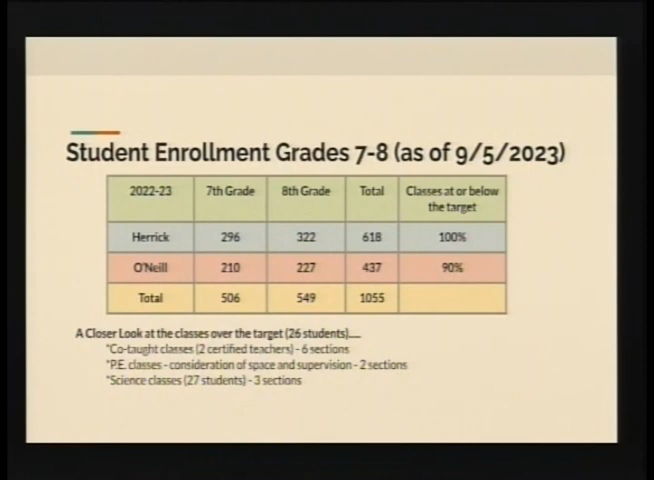 Student Enrollment Grades 7-8 (as of 9/5/2023)
2022-23 7th Grade 8th Grade Total Classes at or below
the target
Herrick 296 322 618 100%
O'Neill 210 227 437 90%
Total 506 549 1055
A Closer Look at the classes over the target (26 students)....
*Co-taught classes (2 certified teachers) - 6 sections
*P.E. classes - consideration of space and supervision - 2 sections
*Science classes (27 students) - 3 sections